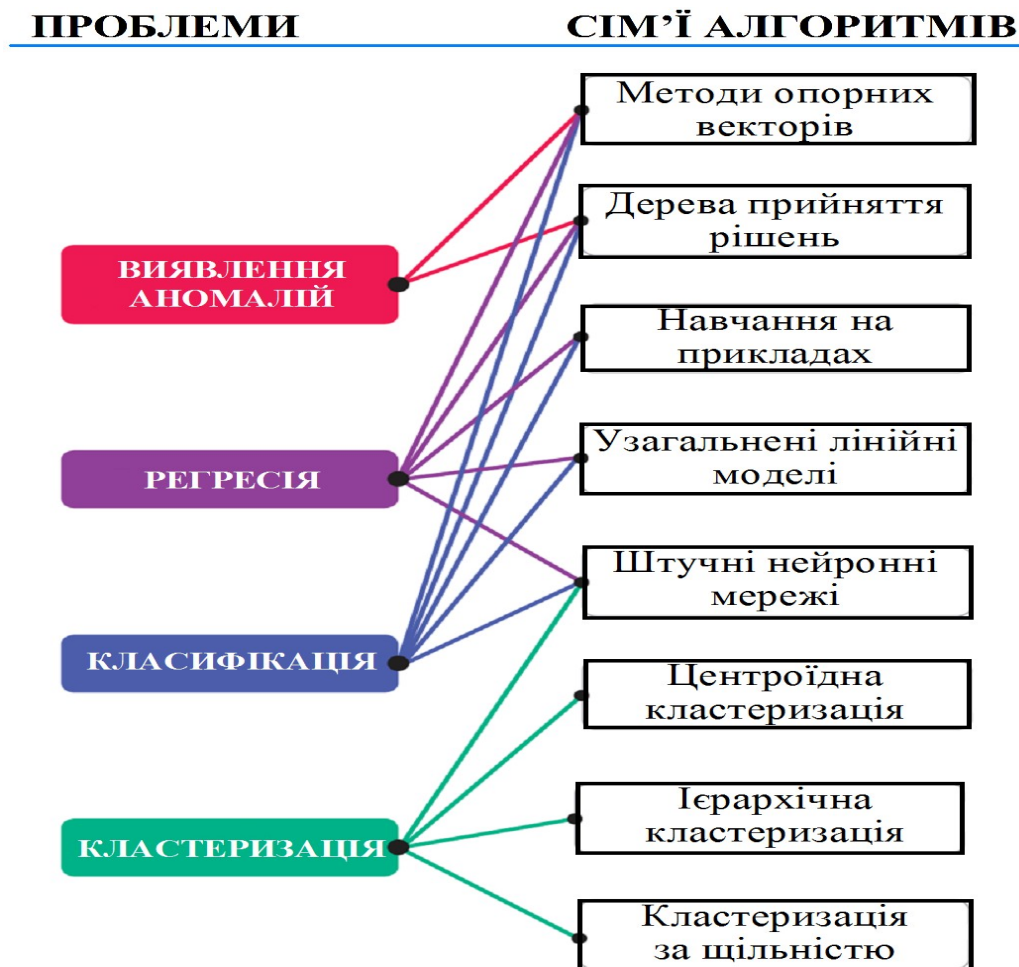 ПРОБЛЕМИ
СІМ’Ї АЛГОРИТМІВ
Методи опорних
векторів
Дерева прийняття
рішень
ВИЯВЛЕННЯ
АНОМАЛІЙ
Навчання на
прикладах
Узагальнені лінійні
моделі
РЕГРЕСІЯ
Штучні нейронні
мережі
КЛАСИФІКАЦІЯ
Центроїдна
кластеризація
Ієрархічна
кластеризація
КЛАСТЕРИЗАЦІЯ
Кластеризація
за щільністю